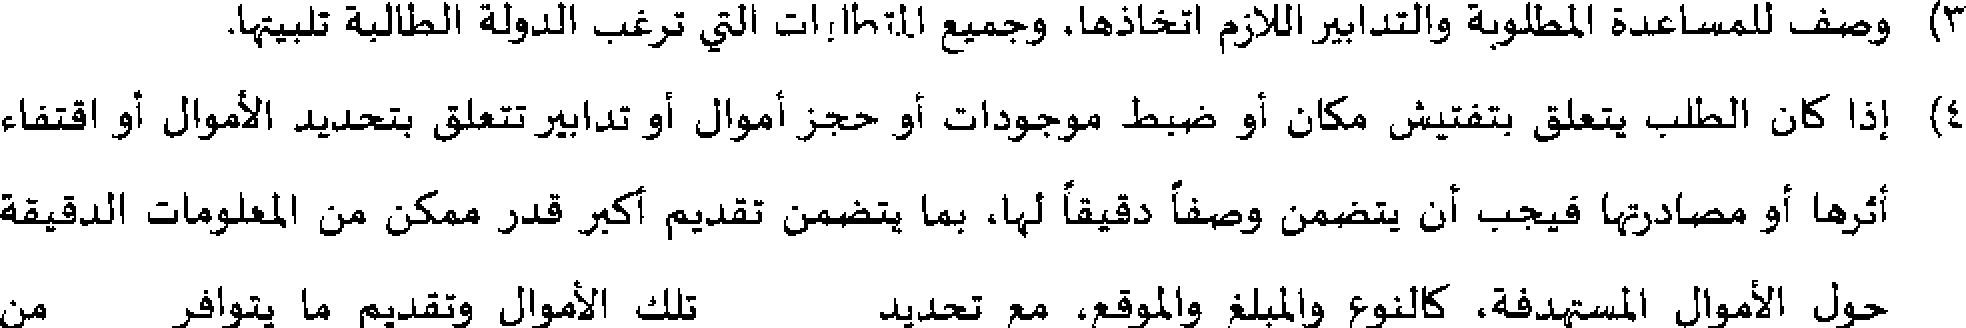 ٣) وصف للمساعدة المطلوبة والتدابير اللازم اتخاذها، وجميع المتطلبات التي ترغب الدولة الطالبة تلبيتها.
٤) إذا كان الطلب يتعلق بتفتيش مكان أو ضبط موجودات أو حجز أموال أو تدابير تتعلق بتحديد الأموال أو اقتفاء
أثرها أو مصادرتها فيجب أن يتضمن وصفاً دقيقاً لها، بما يتضمن تقديم أكبر قدر ممكن من المعلومات الدقيقة
حول الأموال المستهدفة، كالنوع والمبلغ والموقع، مع تحديد تلك الأموال وتقديم ما يتوافر من